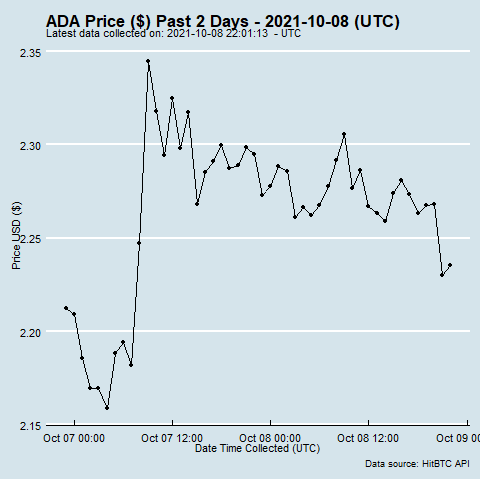 ADA Price ($) Past 2 Days - 2021-10-08 (UTC)
Latest data collected on: 2021-10-08 22:01:13  - UTC
2.35
2.30
2.25
2.20
2.15
Price USD ($)
Oct 07 00:00 Oct 07 12:00 Oct 08 00:00 Oct 08 12:00 Oct 09 00:00
Date Time Collected (UTC)
Data source: HitBTC API